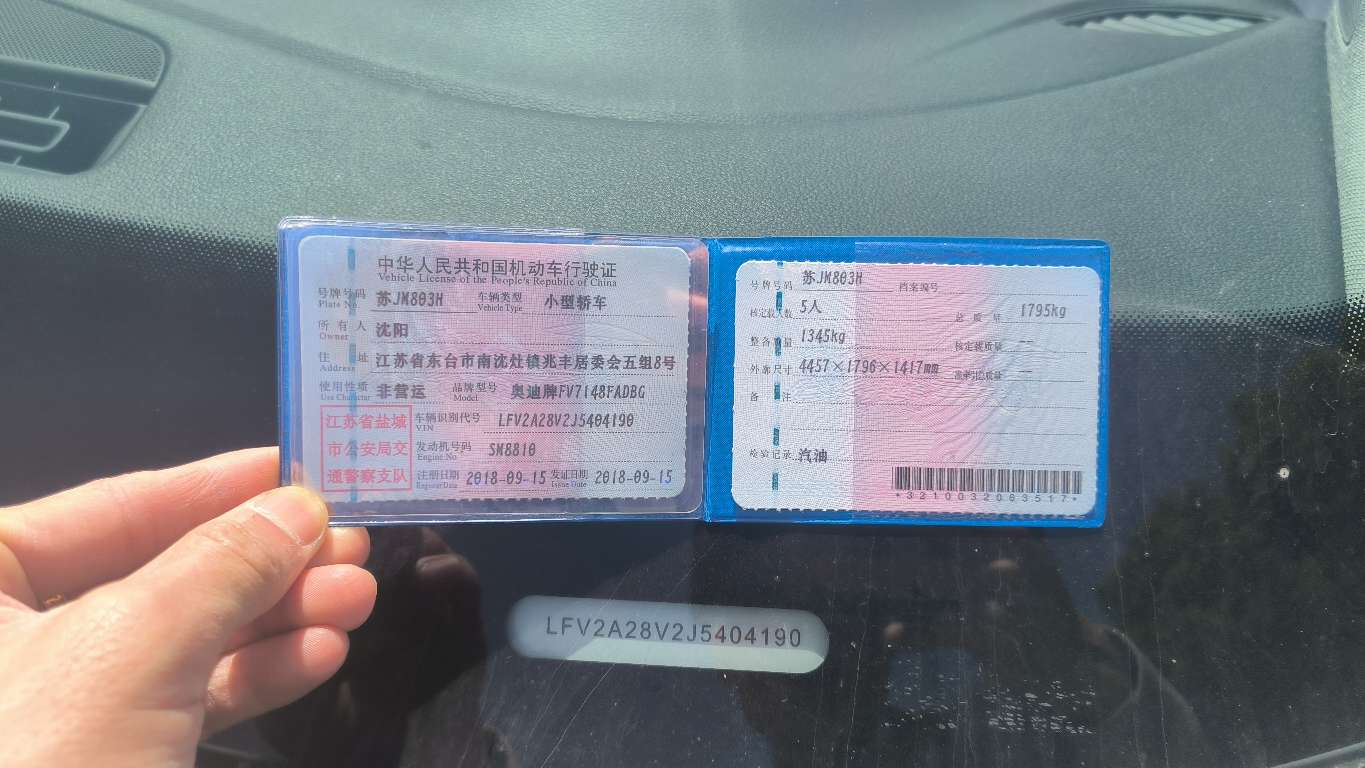 中华人民共和国机动车行驶证
Vehicle License of the People's Republic of China
号牌号码 Plate No. 苏JM803H 车辆类型 Vehicle Type 小型轿车
所有人 Owner 沈阳
住址 Address 江苏省东台市南沈灶镇兆丰居委会五组8号
使用性质 Use Character 非营运 品牌型号 Model 奥迪牌FV7148FADBG
江苏省盐城
市公安局交
通警察支队
车辆识别代号 VIN LFV2A28V2J5404190
发动机号码 Engine No. SM8810
注册日期 Register Date 2018-09-15 发证日期 Issue Date 2018-09-15
号牌号码 苏JM803H 档案编号
核定载人数 5人 总质量 1795kg
整备质量 1345kg 核定载质量 --
外廓尺寸 4457×1796×1417mm 准牵引总质量 --
备注
检验记录 汽油
*3210032063517*
LFV2A28V2J5404190